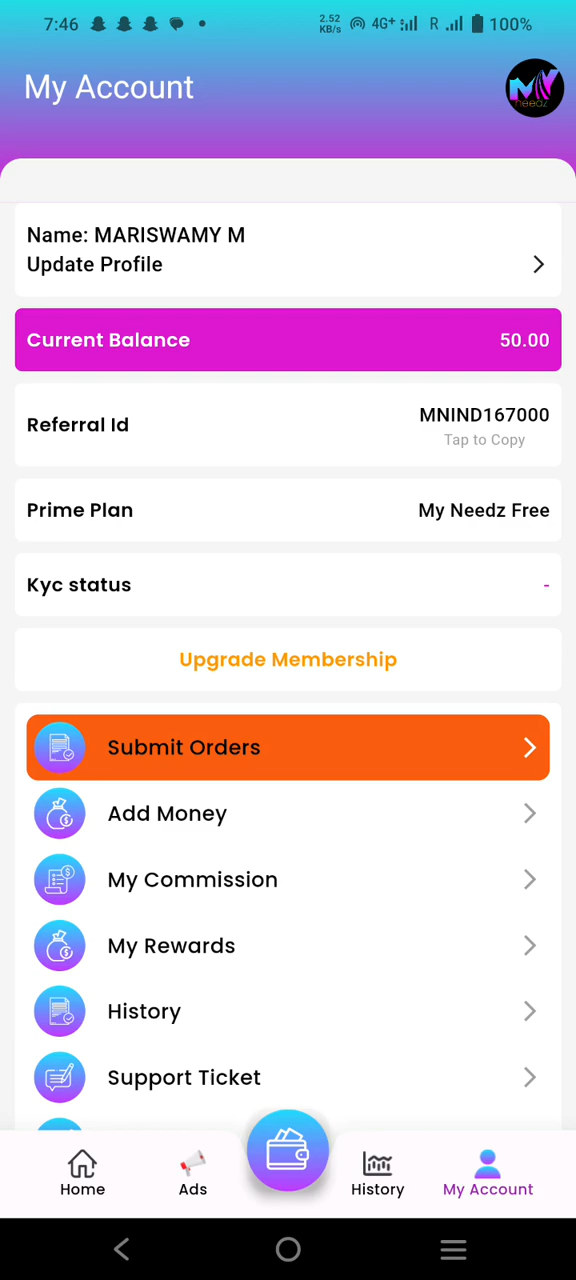 7:46 2.52 KB/s 4G+ R 100%
My Account
MY
needz
Name: MARISWAMY M
Update Profile
Current Balance 50.00
Referral Id MNIND167000
Tap to Copy
Prime Plan My Needz Free
Kyc status -
Upgrade Membership
Submit Orders
Add Money
My Commission
My Rewards
History
Support Ticket
Home Ads History My Account